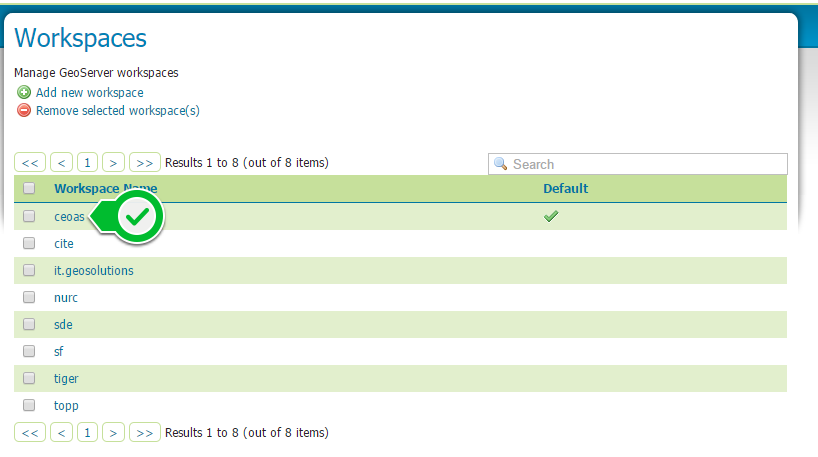 Workspaces
Manage GeoServer workspaces
Add new workspace
Remove selected workspace(s)
<< < 1 > >> Results 1 to 8 (out of 8 items) Search
Workspace Name Default
ceoas
cite
it.geosolutions
nurc
sde
sf
tiger
topp
<< < 1 > >> Results 1 to 8 (out of 8 items)